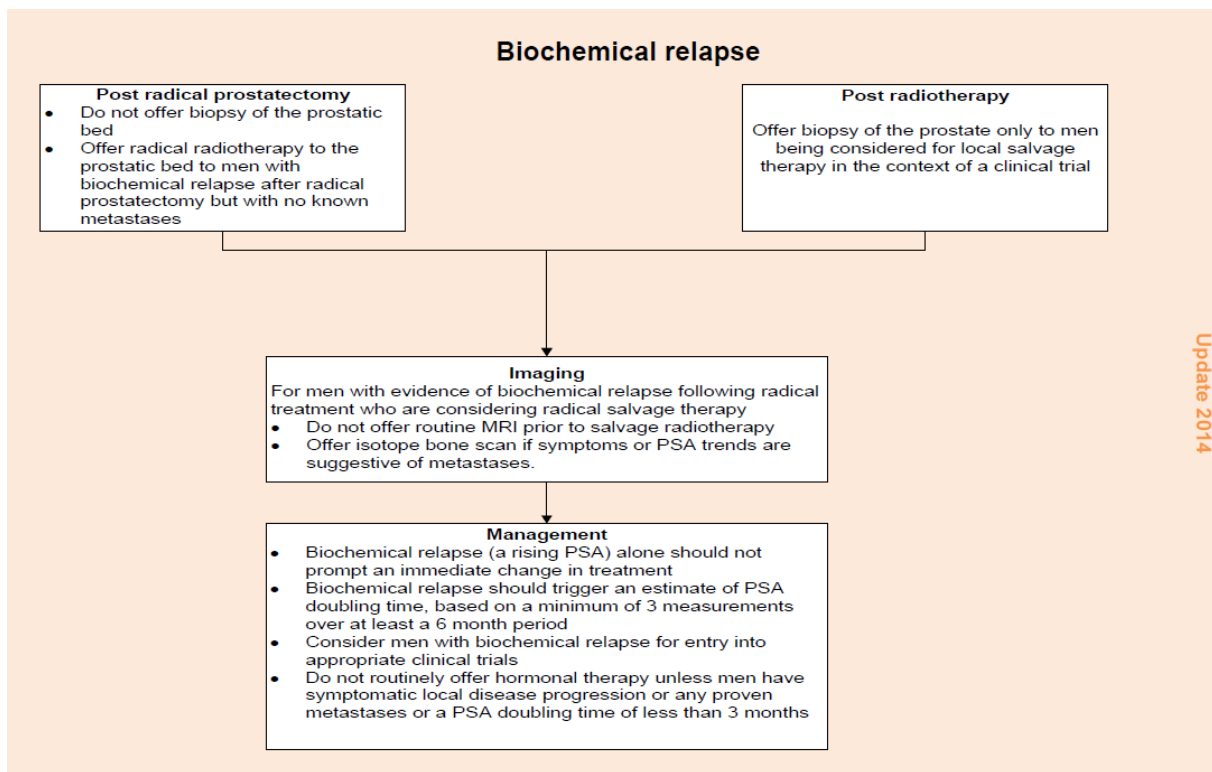 Biochemical relapse
Post radical prostatectomy
• Do not offer biopsy of the prostatic
bed
• Offer radical radiotherapy to the
prostatic bed to men with
biochemical relapse after radical
prostatectomy but with no known
metastases
Post radiotherapy
Offer biopsy of the prostate only to men
being considered for local salvage
therapy in the context of a clinical trial
Imaging
For men with evidence of biochemical relapse following radical
treatment who are considering radical salvage therapy
• Do not offer routine MRI prior to salvage radiotherapy
• Offer isotope bone scan if symptoms or PSA trends are
suggestive of metastases.
Management
• Biochemical relapse (a rising PSA) alone should not
prompt an immediate change in treatment
• Biochemical relapse should trigger an estimate of PSA
doubling time, based on a minimum of 3 measurements
over at least a 6 month period
• Consider men with biochemical relapse for entry into
appropriate clinical trials
• Do not routinely offer hormonal therapy unless men have
symptomatic local disease progression or any proven
metastases or a PSA doubling time of less than 3 months
Update 2014